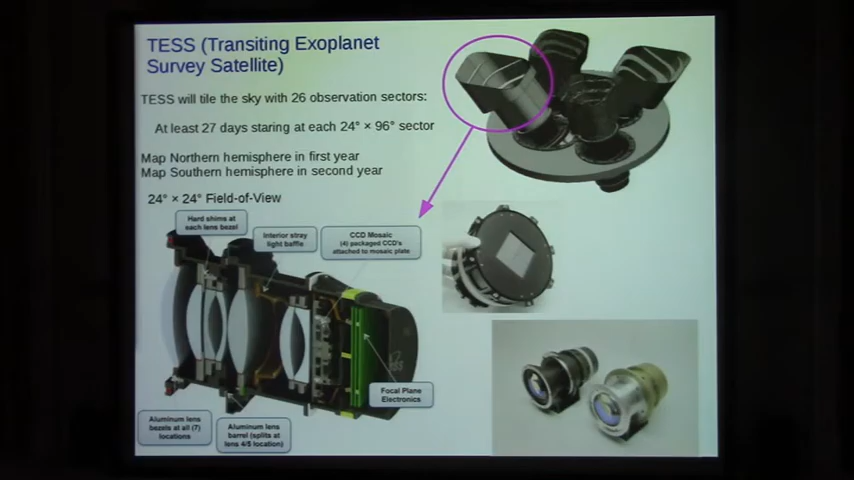 TESS (Transiting Exoplanet
Survey Satellite)
TESS will tile the sky with 26 observation sectors:
At least 27 days staring at each 24° × 96° sector
Map Northern hemisphere in first year
Map Southern hemisphere in second year
24° × 24° Field-of-View
Hard shims at
each lens bezel
Interior stray
light baffle
CCD Mosaic
(4) packaged CCD's
attached to mosaic plate
Focal Plane
Electronics
Aluminum lens
bezels at all (7)
locations
Aluminum lens
barrel (splits at
lens 4/5 location)